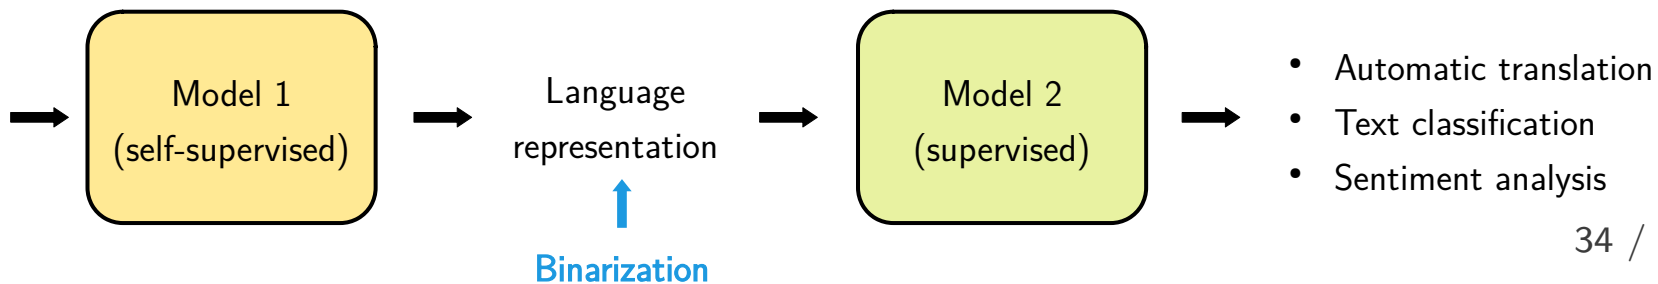 Model 1
(self-supervised)
Language
representation
Binarization
Model 2
(supervised)
• Automatic translation
• Text classification
• Sentiment analysis
34 /